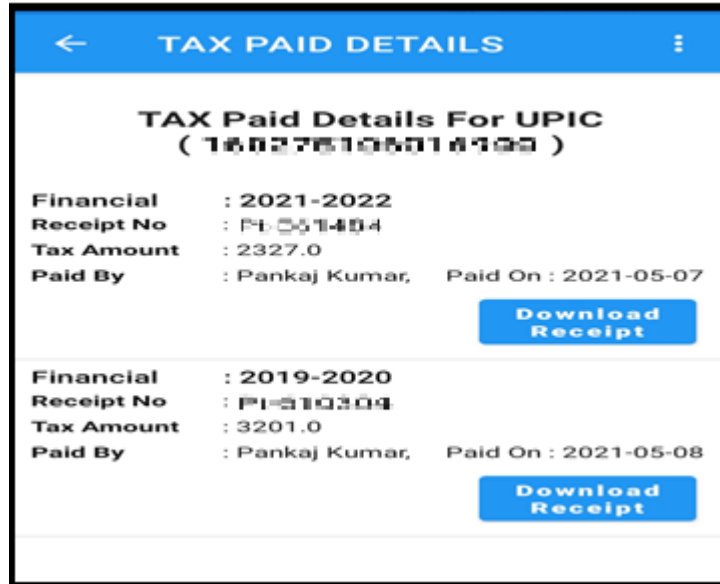 TAX PAID DETAILS
TAX Paid Details For UPIC
( )
Financial : 2021-2022
Receipt No :
Tax Amount : 2327.0
Paid By : Pankaj Kumar, Paid On : 2021-05-07
Download
Receipt
Financial : 2019-2020
Receipt No :
Tax Amount : 3201.0
Paid By : Pankaj Kumar, Paid On : 2021-05-08
Download
Receipt